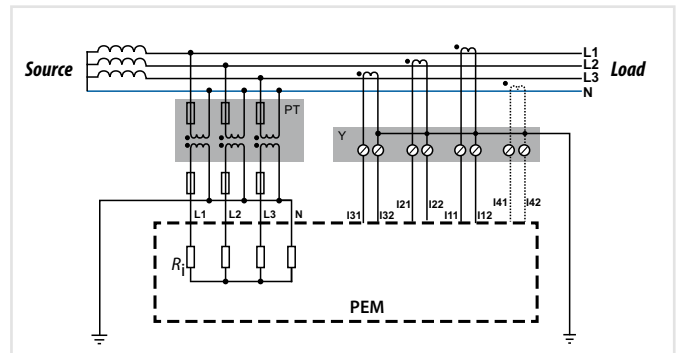 L1
L2
Source
L3
Load
N
PT
Y
I31
I32
I21
I22
I11
I12
I41
I42
L1
L2
L3
N
Ri
PEM